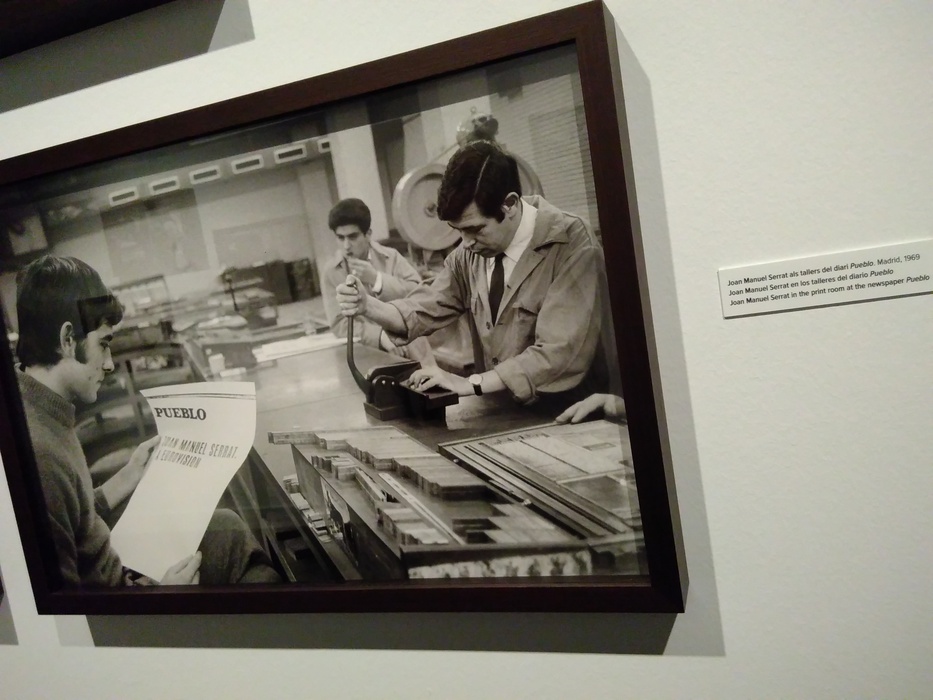 PUEBLO
JOAN MANUEL SERRAT,
A EUROVISION
Joan Manuel Serrat als tallers del diari Pueblo. Madrid, 1969
Joan Manuel Serrat en los talleres del diario Pueblo
Joan Manuel Serrat in the print room at the newspaper Pueblo